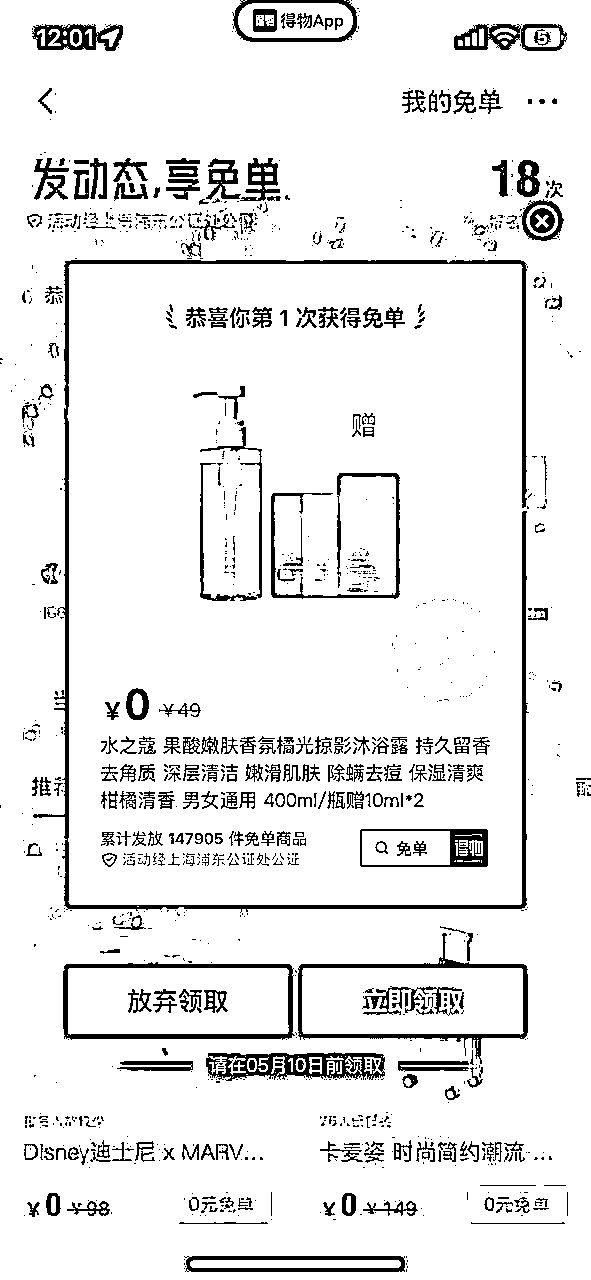 得物App
12:01
5
我的免单
发动态,享免单
18次
活动经上海浦东公证处公证
恭
恭喜你第 1 次获得免单
赠
¥0 ¥49
水之蔻 果酸嫩肤香氛橘光掠影沐浴露 持久留香
去角质 深层清洁 嫩滑肌肤 除螨去痘 保湿清爽
柑橘清香 男女通用 400ml/瓶赠10ml*2
推荐
累计发放 147905 件免单商品
活动经上海浦东公证处公证
免单
得物
放弃领取
立即领取
请在05月10日前领取
Disney迪士尼 x MARV...
卡麦姿 时尚简约潮流...
¥0 ¥98
0元免单
¥0 ¥149
0元免单